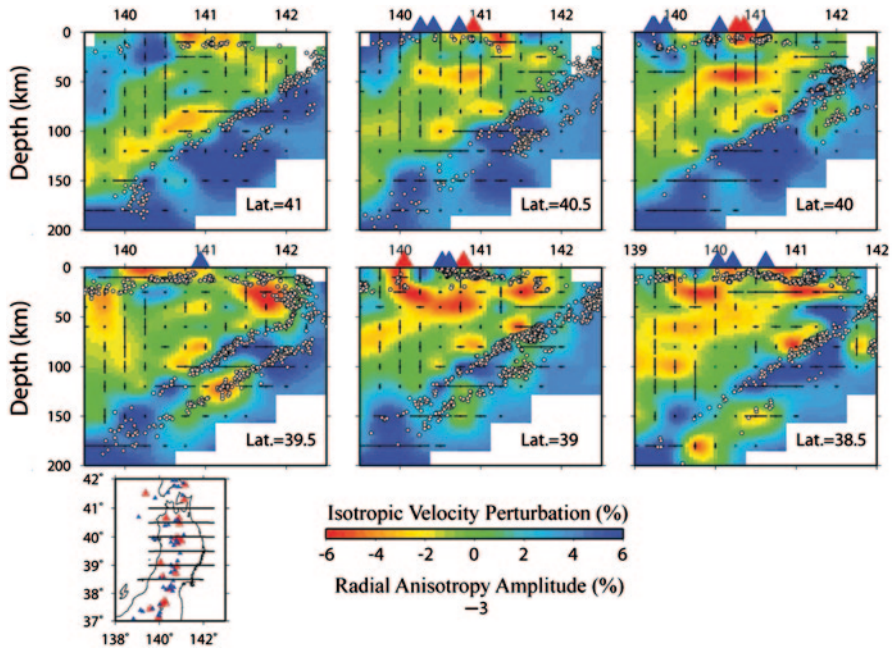 140 141 142
140 141 142
140 141 142
Depth (km)
0
50
100
150
200
Lat.=41
Lat.=40.5
Lat.=40
140 141 142
140 141 142
139 140 141 142
Depth (km)
0
50
100
150
200
Lat.=39.5
Lat.=39
Lat.=38.5
42°
41°
40°
39°
38°
37°
138° 140° 142°
Isotropic Velocity Perturbation (%)
-6 -4 -2 0 2 4 6
Radial Anisotropy Amplitude (%)
—3